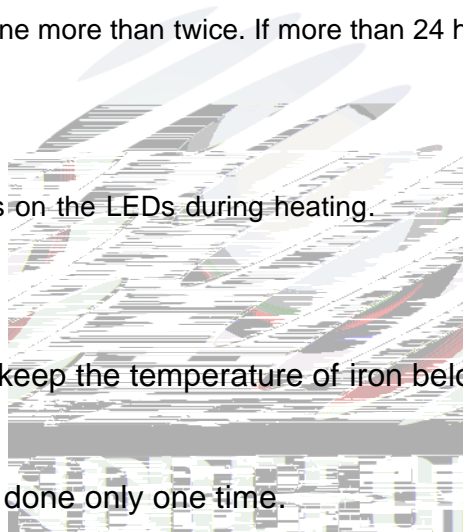 ne more than twice. If more than 24 h
s on the LEDs during heating.
keep the temperature of iron belo
done only one time.